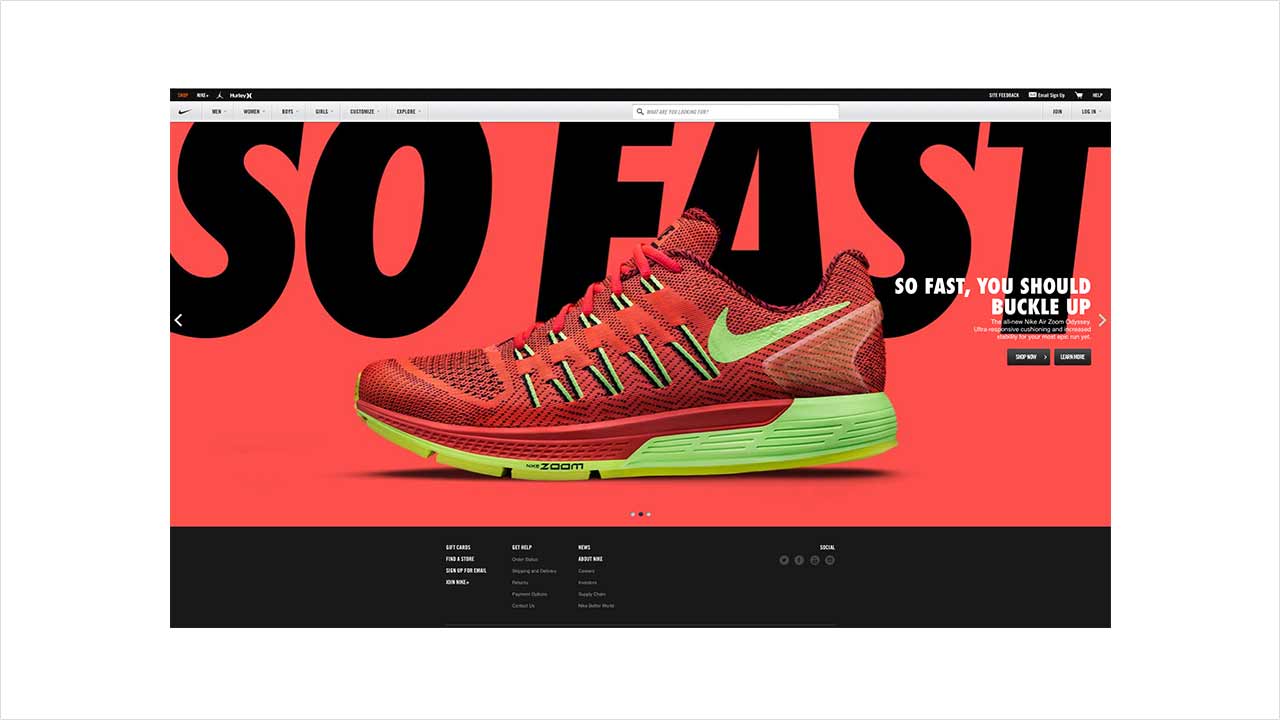 SHOP NIKE+ Hurley SITE FEEDBACK Email Sign Up HELP
MEN WOMEN BOYS GIRLS CUSTOMIZE EXPLORE WHAT ARE YOU LOOKING FOR? JOIN LOG IN
SO FAST
SO FAST, YOU SHOULD
BUCKLE UP
The all-new Nike Air Zoom Odyssey.
Ultra-responsive cushioning and increased
stability for your most epic run yet.
SHOP NOW LEARN MORE
NIKE ZOOM
GIFT CARDS
FIND A STORE
SIGN UP FOR EMAIL
JOIN NIKE+
GET HELP
Order Status
Shipping and Delivery
Returns
Payment Options
Contact Us
NEWS
ABOUT NIKE
Careers
Investors
Supply Chain
Nike Better World
SOCIAL